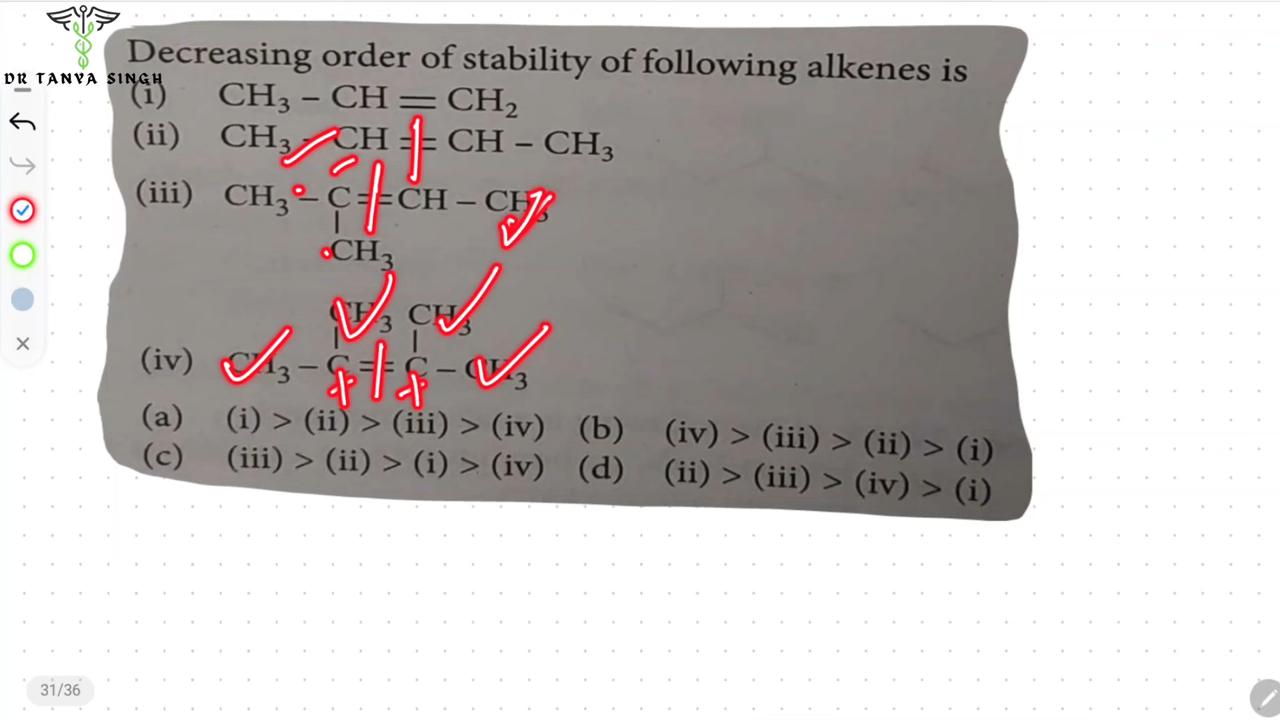 DR TANYA SINGH
Decreasing order of stability of following alkenes is
(i) CH₃ – CH = CH₂
(ii) CH₃ – CH = CH – CH₃
(iii) CH₃ – C = CH – CH₃
|
CH₃
CH₃ CH₃
| |
(iv) CH₃ – C = C – CH₃
(a) (i) > (ii) > (iii) > (iv) (b) (iv) > (iii) > (ii) > (i)
(c) (iii) > (ii) > (i) > (iv) (d) (ii) > (iii) > (iv) > (i)
31/36